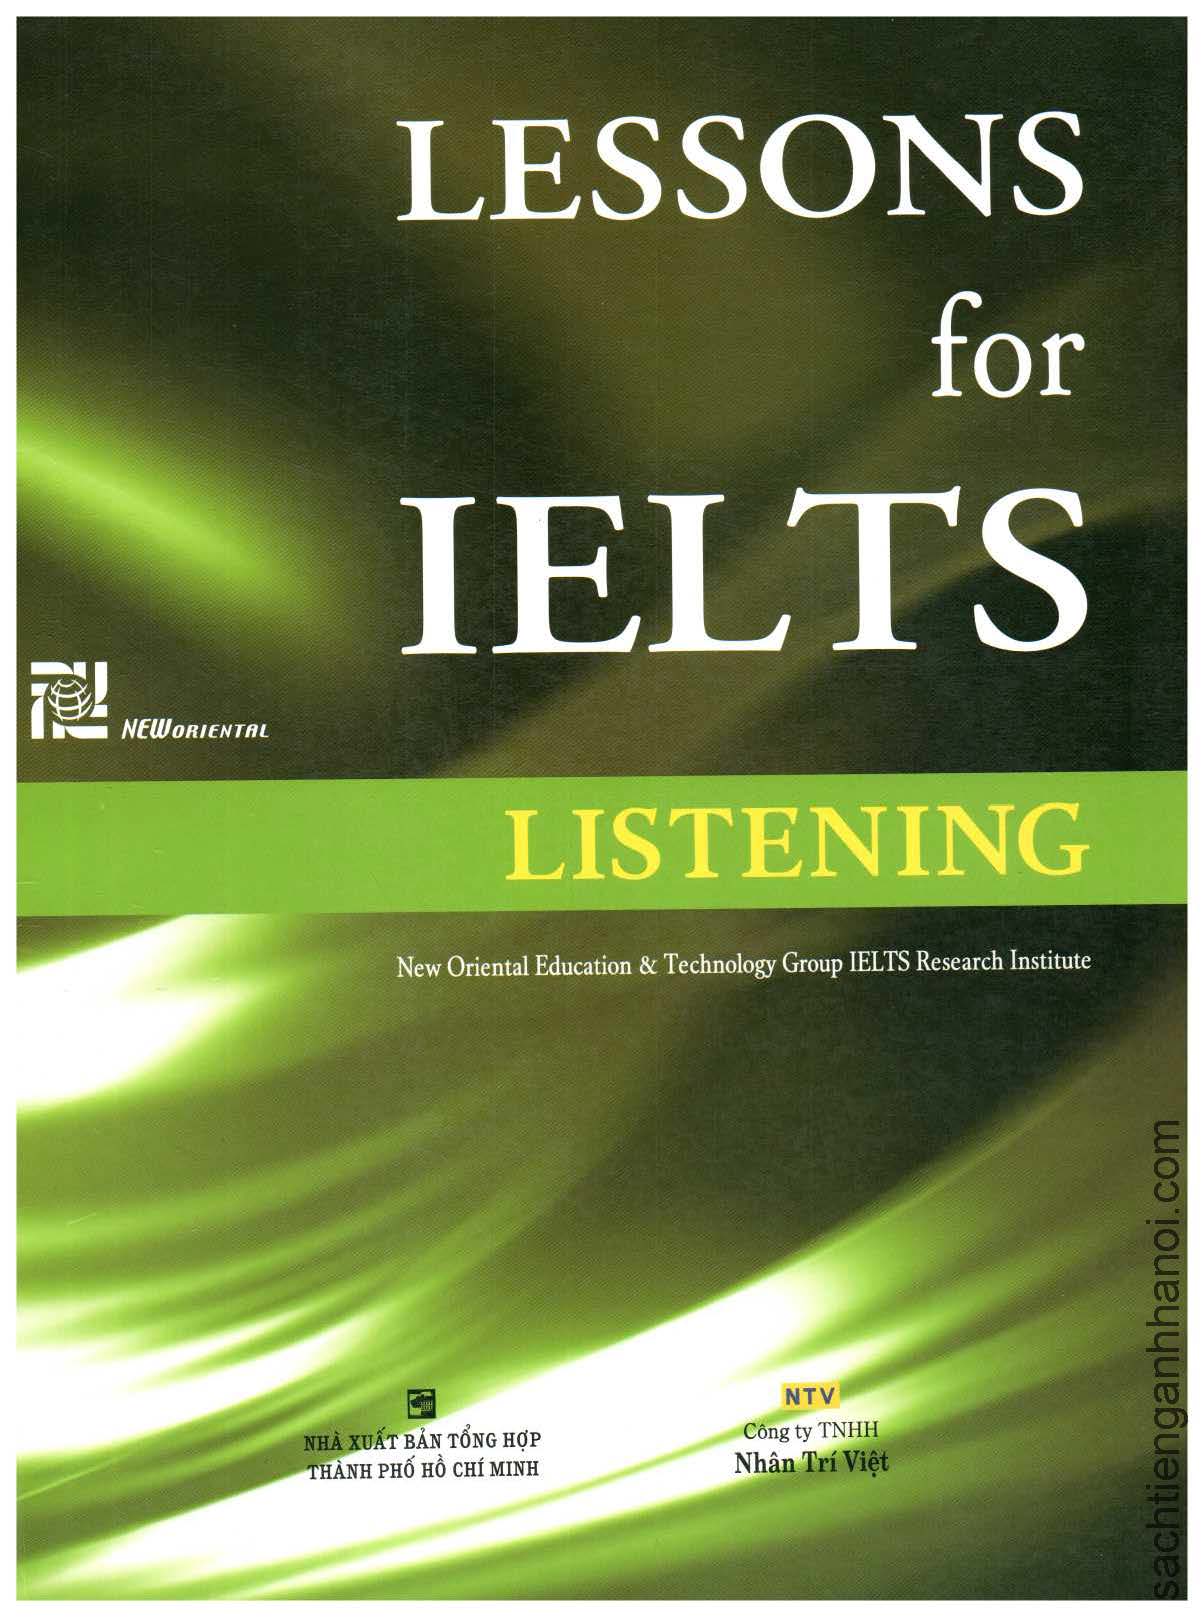 LESSONS
for
IELTS
NEWORIENTAL
LISTENING
New Oriental Education & Technology Group IELTS Research Institute
NHÀ XUẤT BẢN TỔNG HỢP
THÀNH PHỐ HỒ CHÍ MINH
NTV
Công ty TNHH
Nhân Trí Việt
sachtienganhhanoi.com